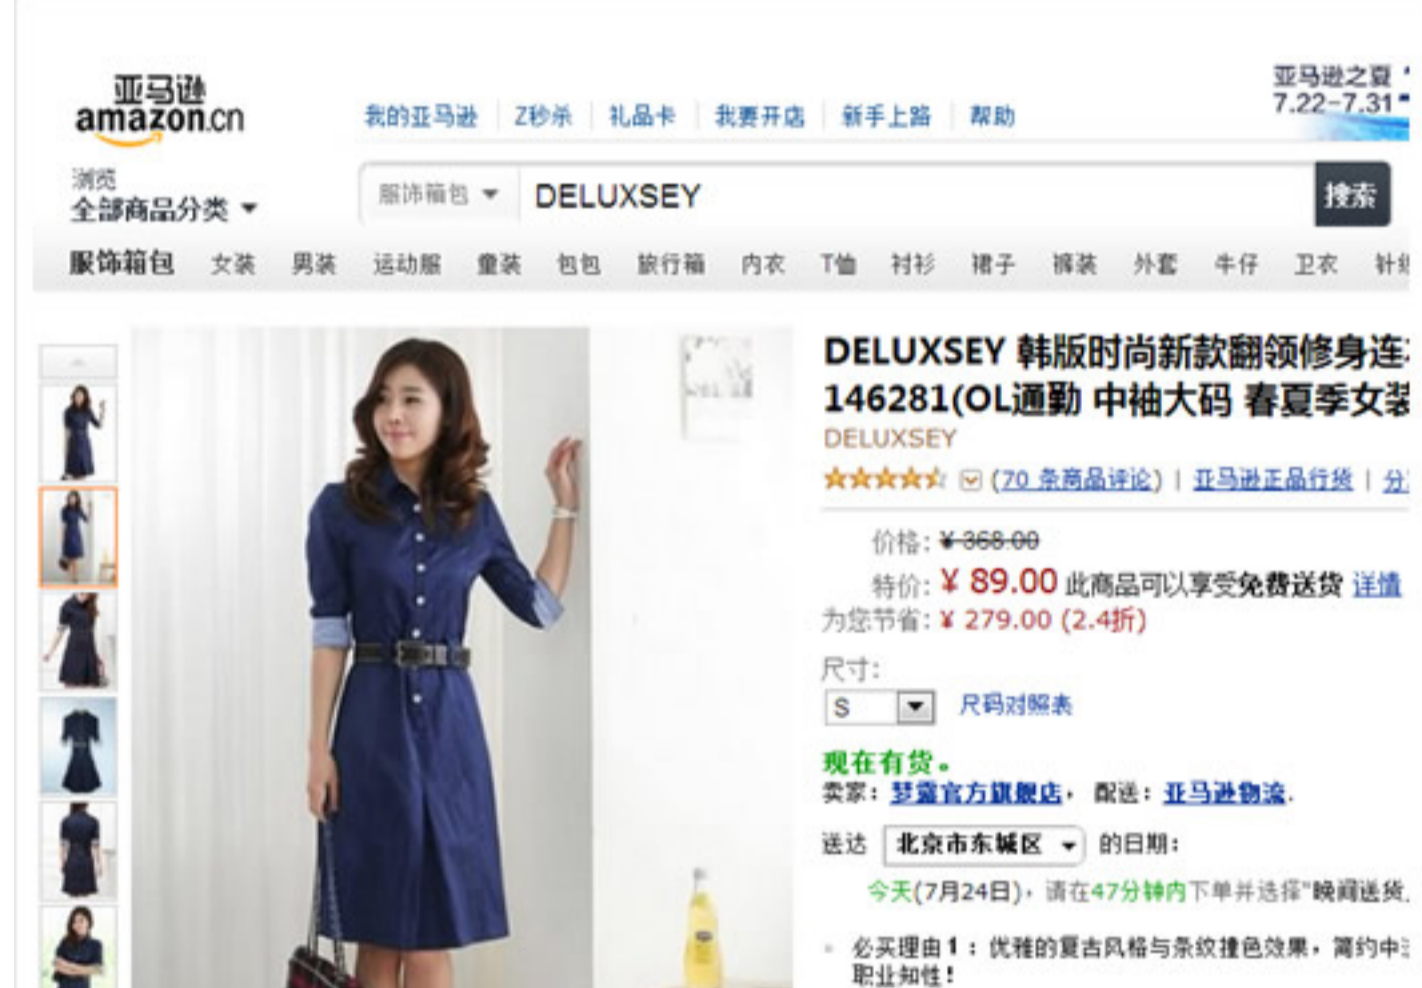 亚马逊
amazon.cn
亚马逊之夏
7.22-7.31
我的亚马逊 Z秒杀 礼品卡 我要开店 新手上路 帮助
浏览
全部商品分类
服饰箱包 DELUXSEY 搜索
服饰箱包 女装 男装 运动服 童装 包包 旅行箱 内衣 T恤 衬衫 裙子 裤装 外套 牛仔 卫衣 针
DELUXSEY 韩版时尚新款翻领修身连
146281(OL通勤 中袖大码 春夏季女装
DELUXSEY
(70 条商品评论) | 亚马逊正品行货 | 分
价格: ¥ 368.00
特价: ¥ 89.00 此商品可以享受免费送货 详情
为您节省: ¥ 279.00 (2.4折)
尺寸:
S 尺码对照表
现在有货。
卖家: 梦露官方旗舰店, 配送: 亚马逊物流.
送达 北京市东城区 的日期:
今天(7月24日), 请在47分钟内下单并选择"晚间送货
必买理由1: 优雅的复古风格与条纹撞色效果, 简约中
职业知性!